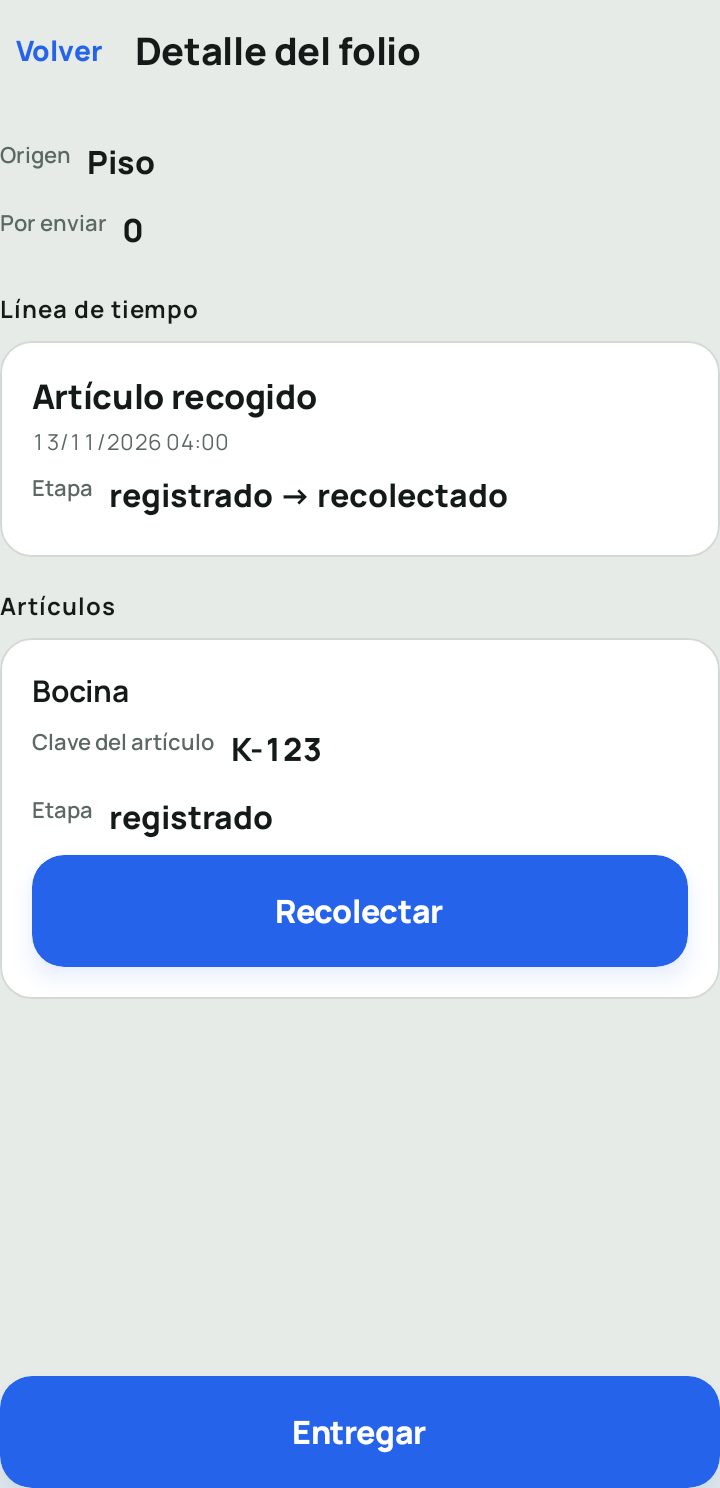 Volver Detalle del folio
Origen Piso
Por enviar 0
Línea de tiempo
Artículo recogido
13/11/2026 04:00
Etapa registrado → recolectado
Artículos
Bocina
Clave del artículo K-123
Etapa registrado
Recolectar
Entregar